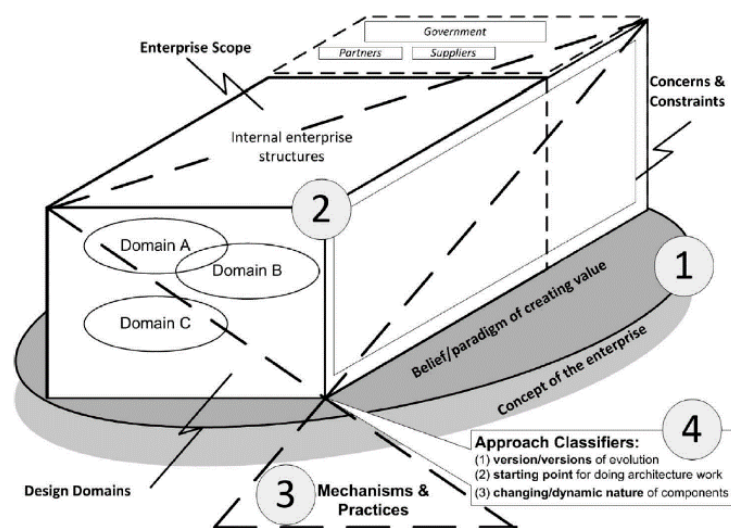 Government
Partners
Suppliers
Enterprise Scope
Concerns &
Constraints
Internal enterprise
structures
2
Domain A
Domain B
Domain C
1
Belief/paradigm of creating value
Concept of the enterprise
4
Approach Classifiers:
(1) version/versions of evolution
(2) starting point for doing architecture work
(3) changing/dynamic nature of components
Design Domains
3
Mechanisms &
Practices